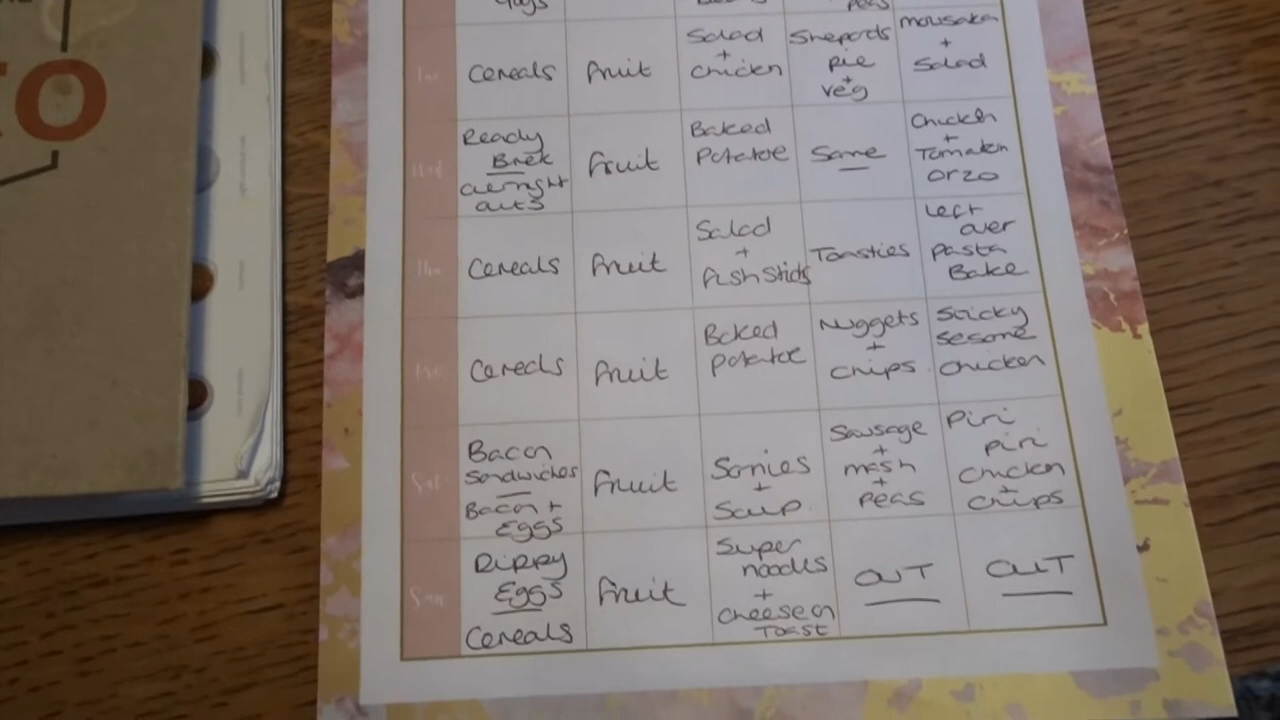 Peas
Cereals
fruit
Salad
+
chicken
Sheperds
pie
+
veg
mousaka
+
Salad
Ready
Brek
overnight
outs
fruit
Baked
Potatoe
Same
Chicken
+
Tomato
orzo
Cereals
fruit
Salad
+
fish sticks
Toasties
Left
over
pasta
Bake
Cereals
fruit
Baked
potatoe
Nuggets
+
chips
Sticky
sesame
chicken
Bacon
Sandwiches
Bacon +
Eggs
fruit
Sarnies
+
Soup
Sausage
+
mash
+
Peas
Piri
piri
chicken
+
chips
Dippy
Eggs
Cereals
fruit
Super
noodles
+
cheese on
Toast
OUT
OUT